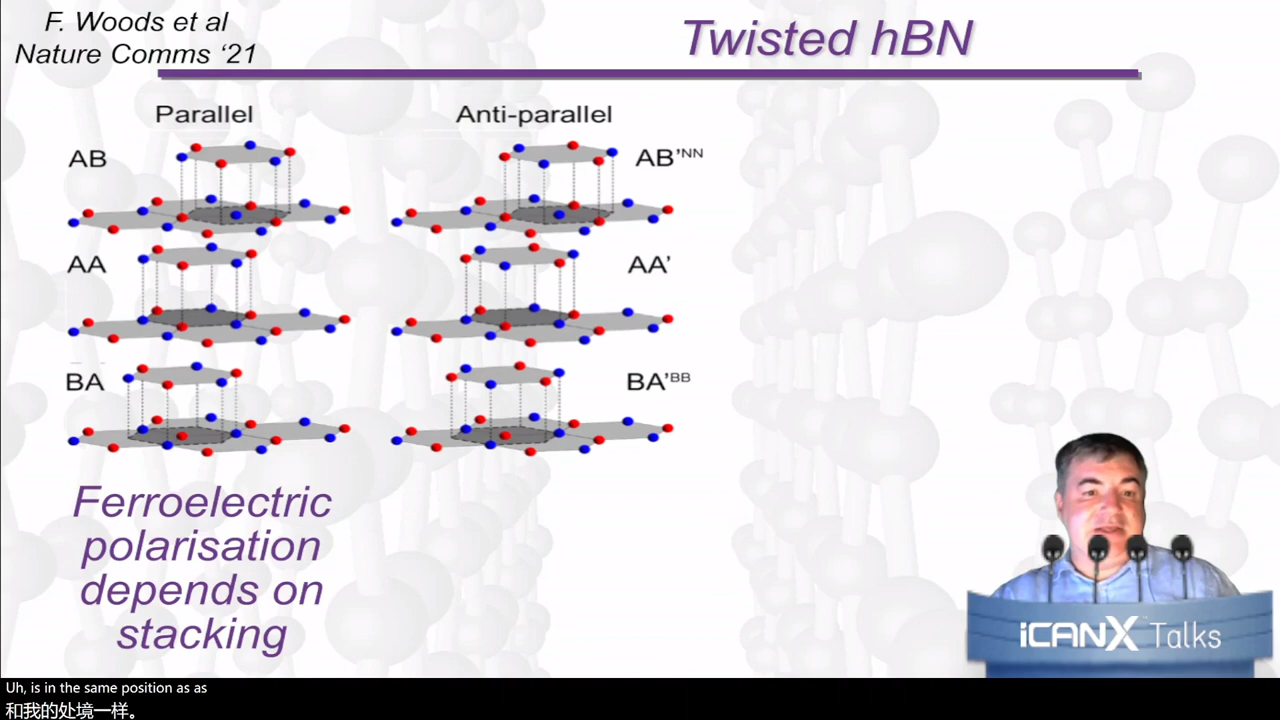 F. Woods et al
Nature Comms ‘21
Twisted hBN
Parallel
Anti-parallel
AB
AB’NN
AA
AA’
BA
BA’BB
Ferroelectric
polarisation
depends on
stacking
iCANX Talks
Uh, is in the same position as as
和我的处境一样。